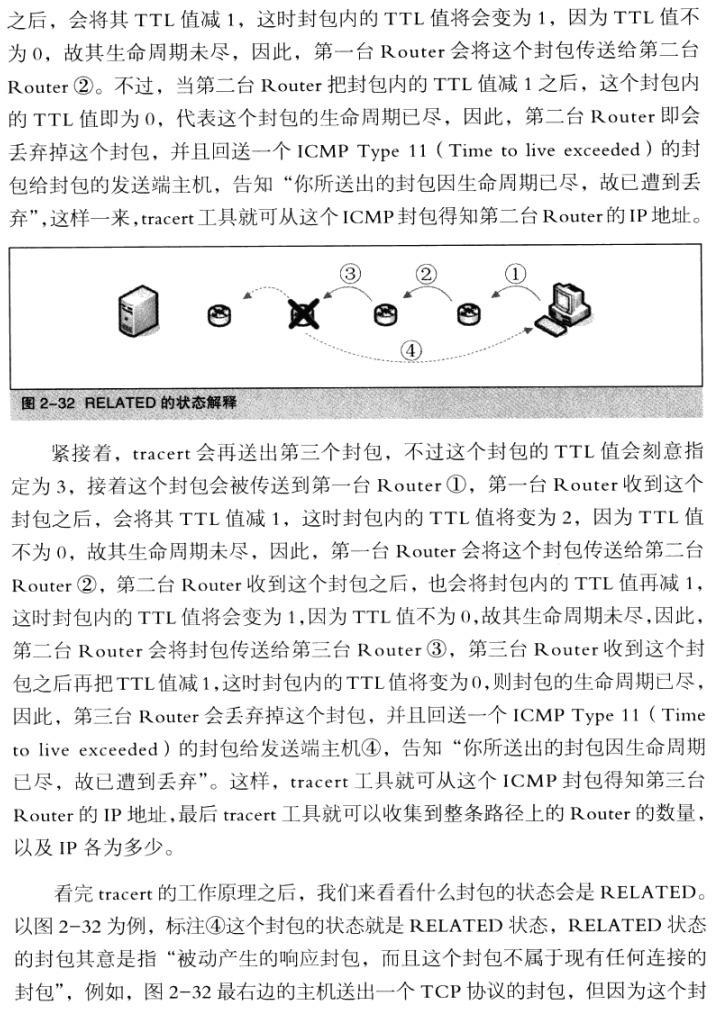 之后，会将其 TTL 值减 1，这时封包内的 TTL 值将会变为 1，因为 TTL 值不
为 0，故其生命周期未尽，因此，第一台 Router 会将这个封包传送给第二台
Router ②。不过，当第二台 Router 把封包内的 TTL 值减 1 之后，这个封包内
的 TTL 值即为 0，代表这个封包的生命周期已尽，因此，第二台 Router 即会
丢弃掉这个封包，并且回送一个 ICMP Type 11（Time to live exceeded）的封
包给封包的发送端主机，告知“你所送出的封包因生命周期已尽，故已遭到丢
弃”，这样一来，tracert 工具就可从这个 ICMP 封包得知第二台 Router 的 IP 地址。
③ ② ①
④
图 2-32 RELATED 的状态解释
紧接着，tracert 会再送出第三个封包，不过这个封包的 TTL 值会刻意指
定为 3，接着这个封包会被传送到第一台 Router ①，第一台 Router 收到这个
封包之后，会将其 TTL 值减 1，这时封包内的 TTL 值将变为 2，因为 TTL 值
不为 0，故其生命周期未尽，因此，第一台 Router 会将这个封包传送给第二台
Router ②，第二台 Router 收到这个封包之后，也会将封包内的 TTL 值再减 1，
这时封包内的 TTL 值将会变为 1，因为 TTL 值不为 0，故其生命周期未尽，因此，
第二台 Router 会将封包传送给第三台 Router ③，第三台 Router 收到这个封
包之后再把 TTL 值减 1，这时封包内的 TTL 值将变为 0，则封包的生命周期已尽，
因此，第三台 Router 会丢弃掉这个封包，并且回送一个 ICMP Type 11（Time
to live exceeded）的封包给发送端主机④，告知“你所送出的封包因生命周期
已尽，故已遭到丢弃”。这样，tracert 工具就可从这个 ICMP 封包得知第三台
Router 的 IP 地址，最后 tracert 工具就可以收集到整条路径上的 Router 的数量，
以及 IP 各为多少。
看完 tracert 的工作原理之后，我们来看看什么封包的状态会是 RELATED。
以图 2-32 为例，标注④这个封包的状态就是 RELATED 状态，RELATED 状态
的封包其意是指“被动产生的响应封包，而且这个封包不属于现有任何连接的
封包”，例如，图 2-32 最右边的主机送出一个 TCP 协议的封包，但因为这个封